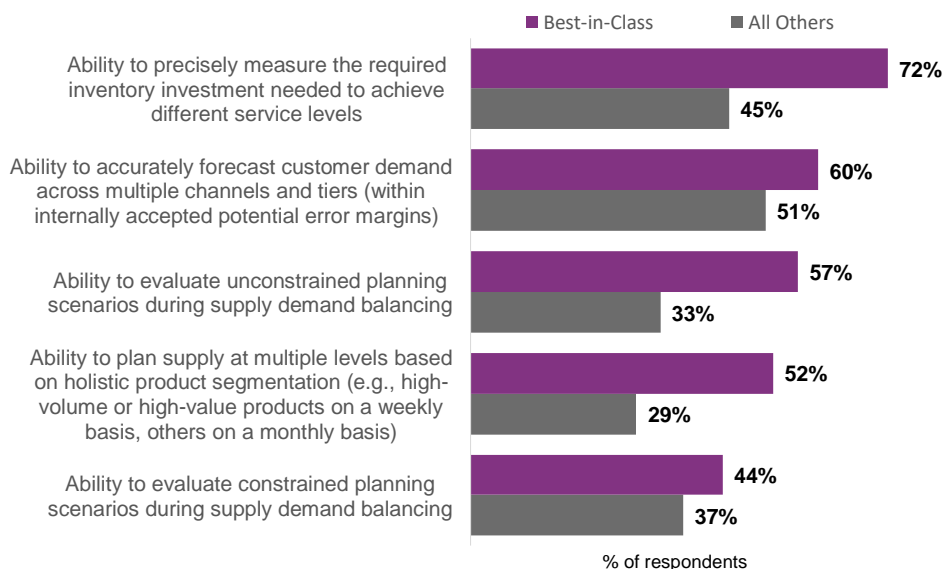 Best-in-Class
All Others
Ability to precisely measure the required
inventory investment needed to achieve
different service levels
72%
45%
Ability to accurately forecast customer demand
across multiple channels and tiers (within
internally accepted potential error margins)
60%
51%
Ability to evaluate unconstrained planning
scenarios during supply demand balancing
57%
33%
Ability to plan supply at multiple levels based
on holistic product segmentation (e.g., high-
volume or high-value products on a weekly
basis, others on a monthly basis)
52%
29%
Ability to evaluate constrained planning
scenarios during supply demand balancing
44%
37%
% of respondents